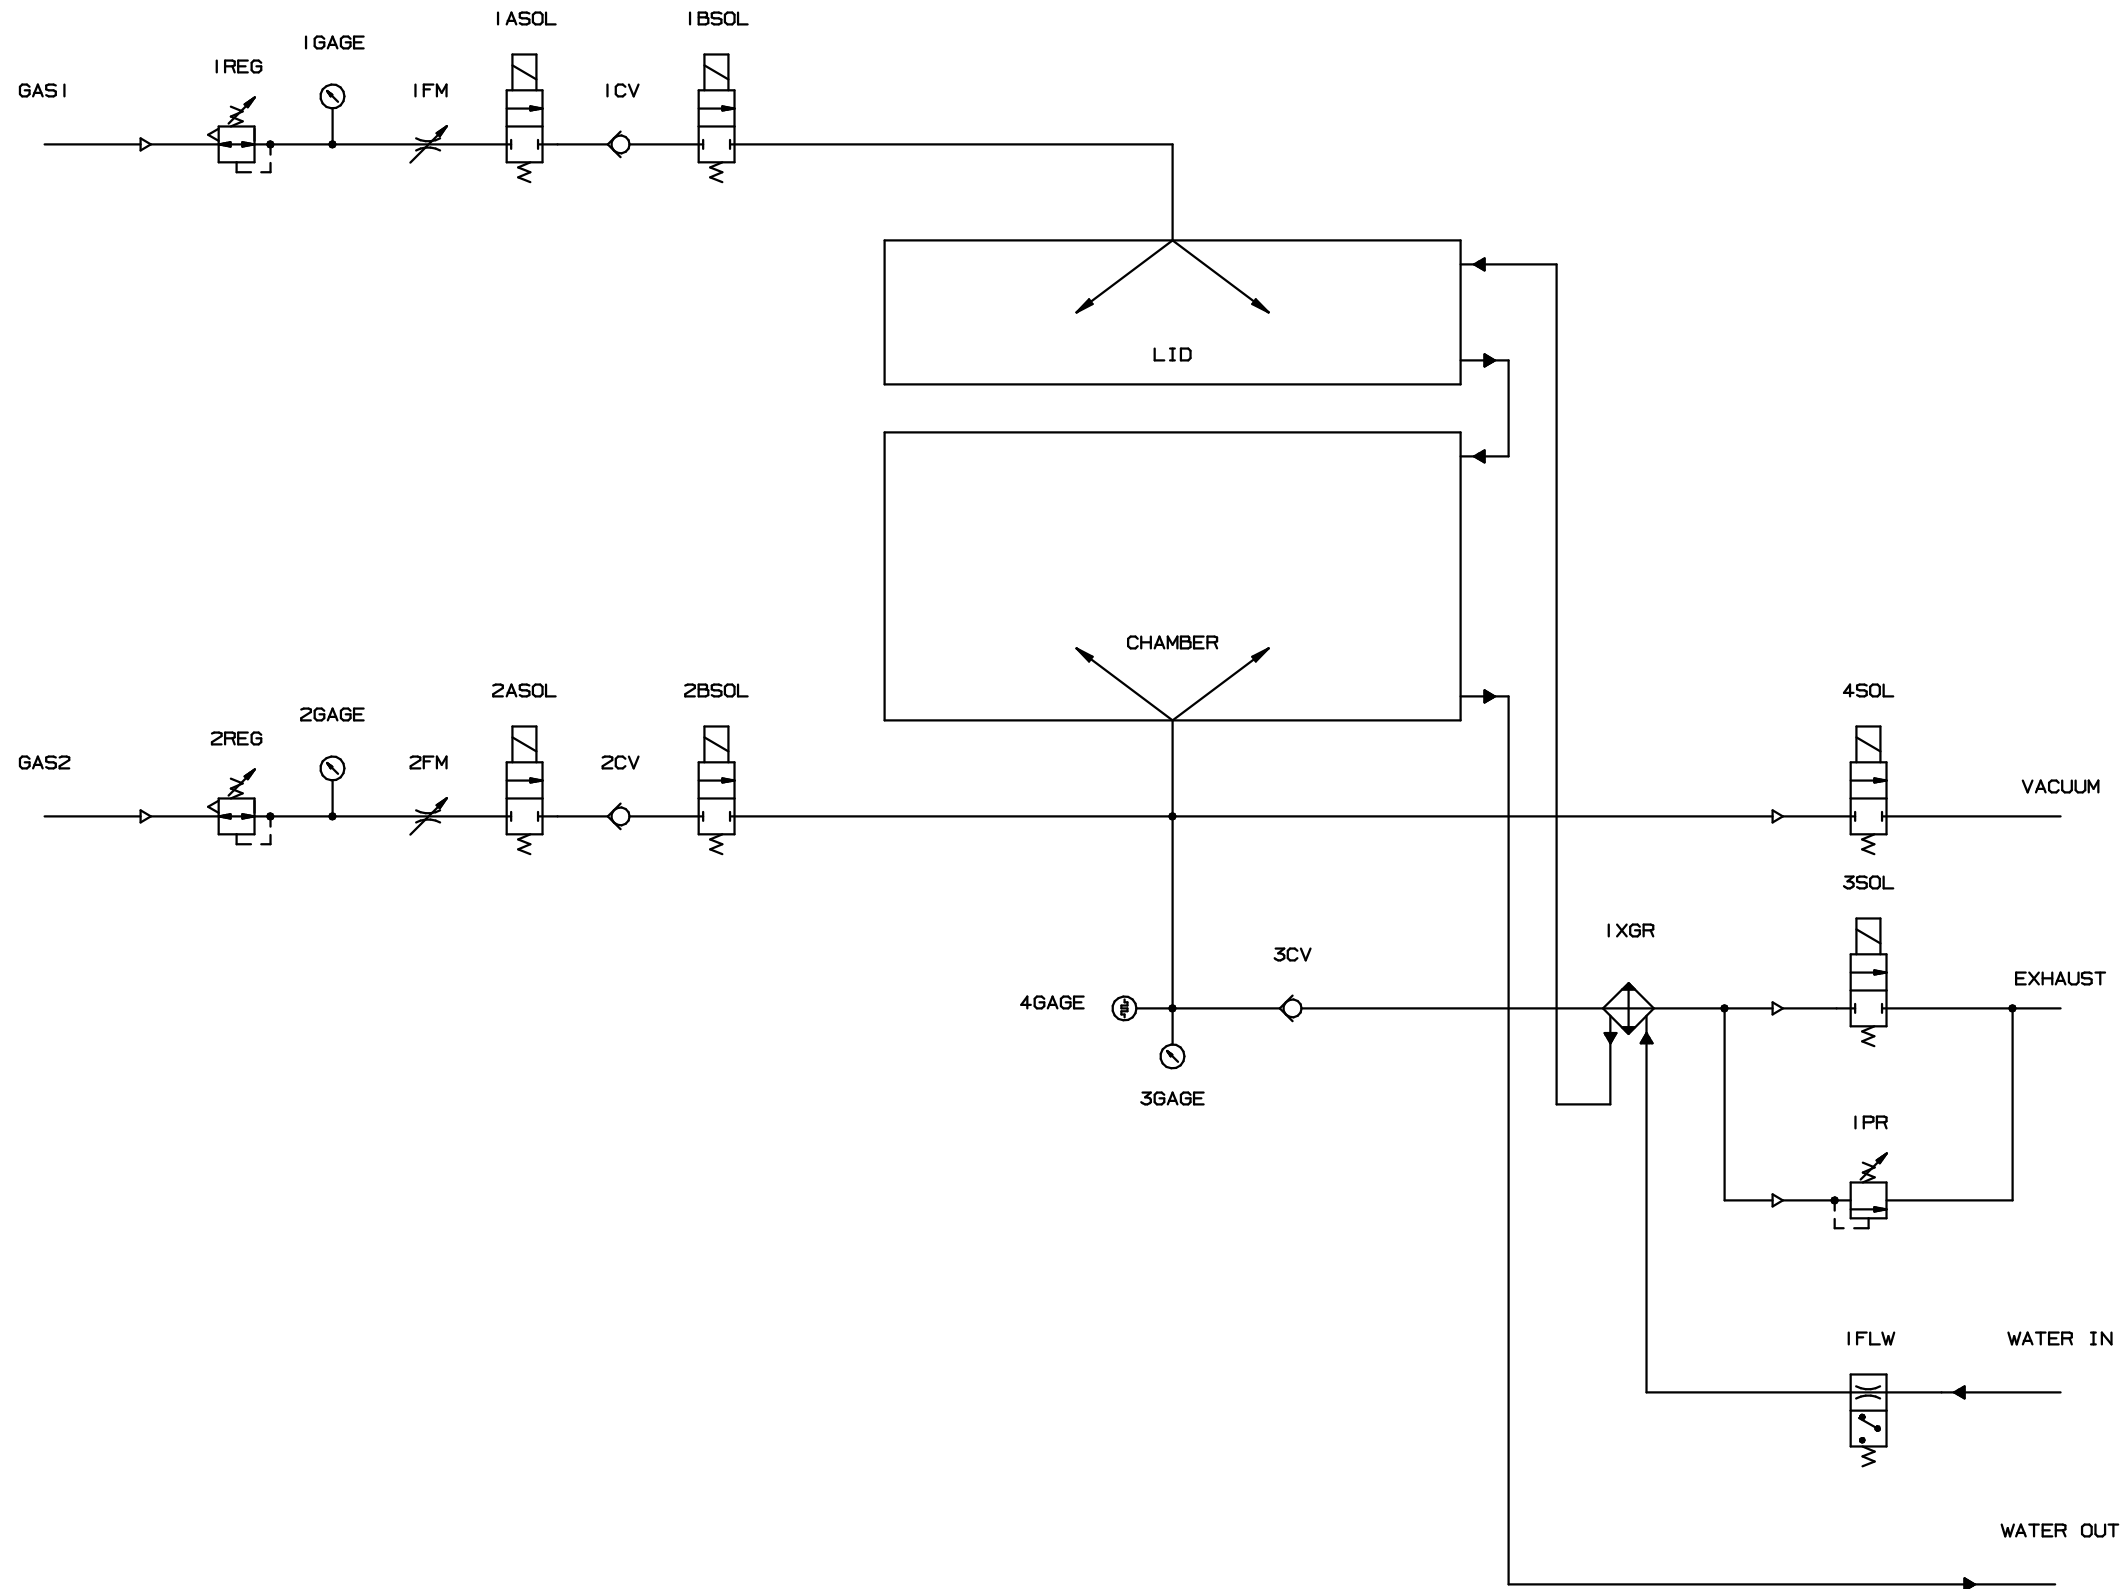 1ASOL 1BSOL
1GAGE
1REG
GAS1 1FM 1CV
LID
CHAMBER
2ASOL 2BSOL 4SOL
2GAGE
2REG
GAS2 2FM 2CV
VACUUM
3SOL
1XGR
3CV
EXHAUST
4GAGE
3GAGE
1PR
1FLW WATER IN
WATER OUT